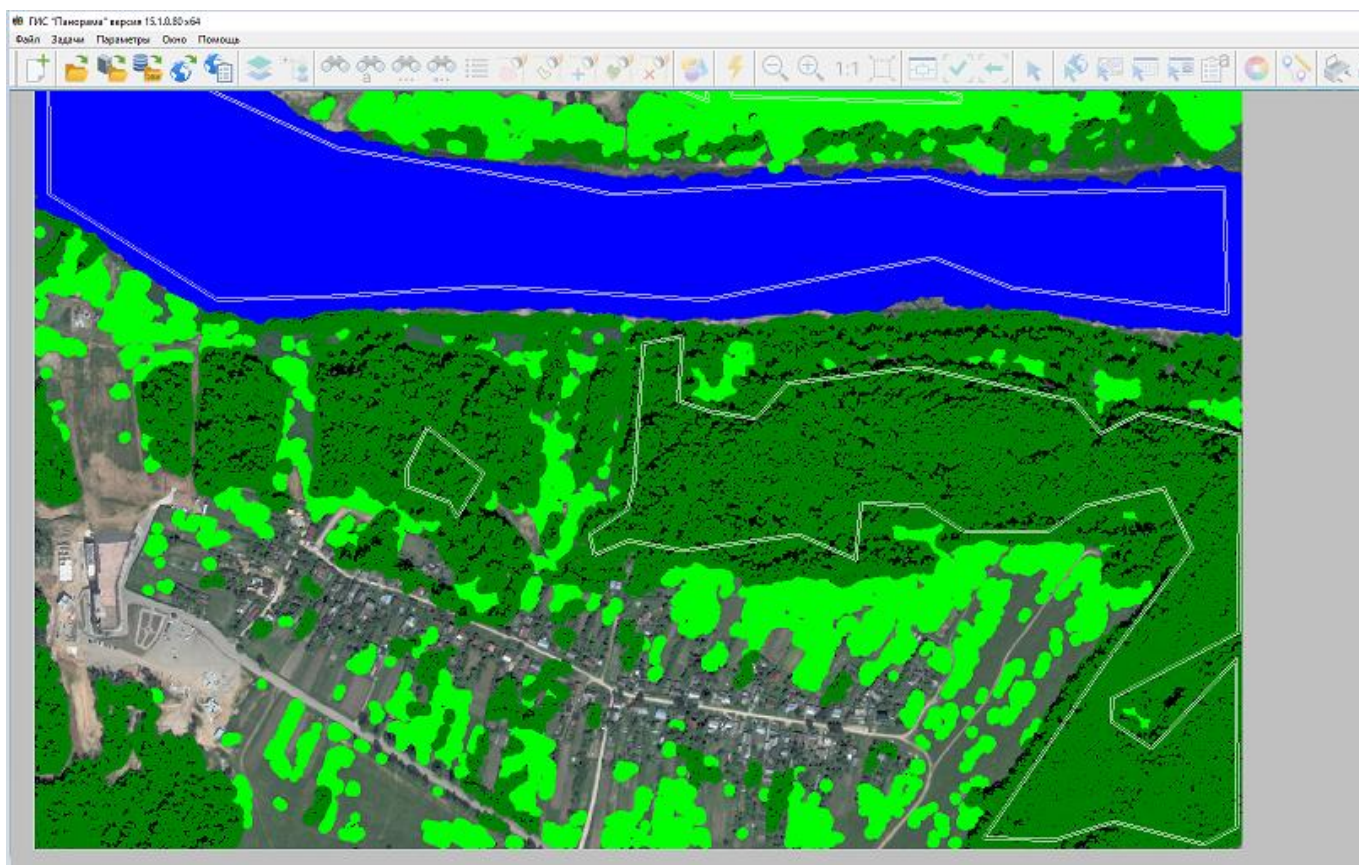 ГИС "Панорама" версия 15.1.0.80 x64
Файл Задачи Параметры Окно Помощь
a 1:1 a